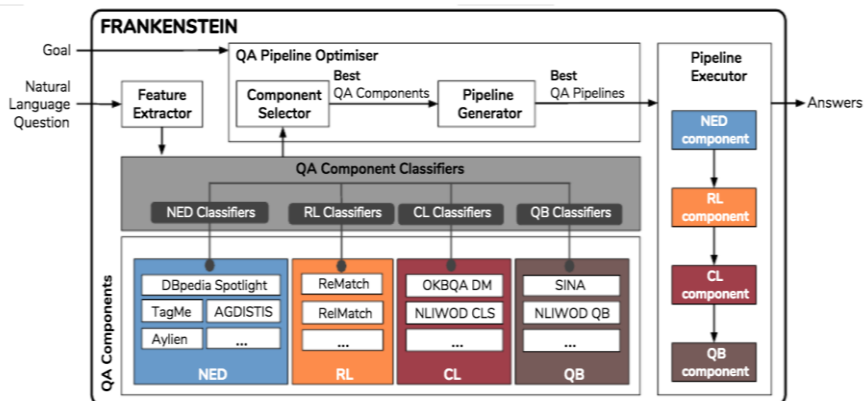 FRANKENSTEIN
Goal
Natural
Language
Question
Feature
Extractor
QA Pipeline Optimiser
Component
Selector
Best
QA Components
Pipeline
Generator
Best
QA Pipelines
Pipeline
Executor
Answers
QA Component Classifiers
NED Classifiers
RL Classifiers
CL Classifiers
QB Classifiers
QA Components
DBpedia Spotlight
TagMe
AGDISTIS
Aylien
...
NED
ReMatch
RelMatch
...
RL
OKBQA DM
NLIWOD CLS
...
CL
SINA
NLIWOD QB
...
QB
NED
component
RL
component
CL
component
QB
component